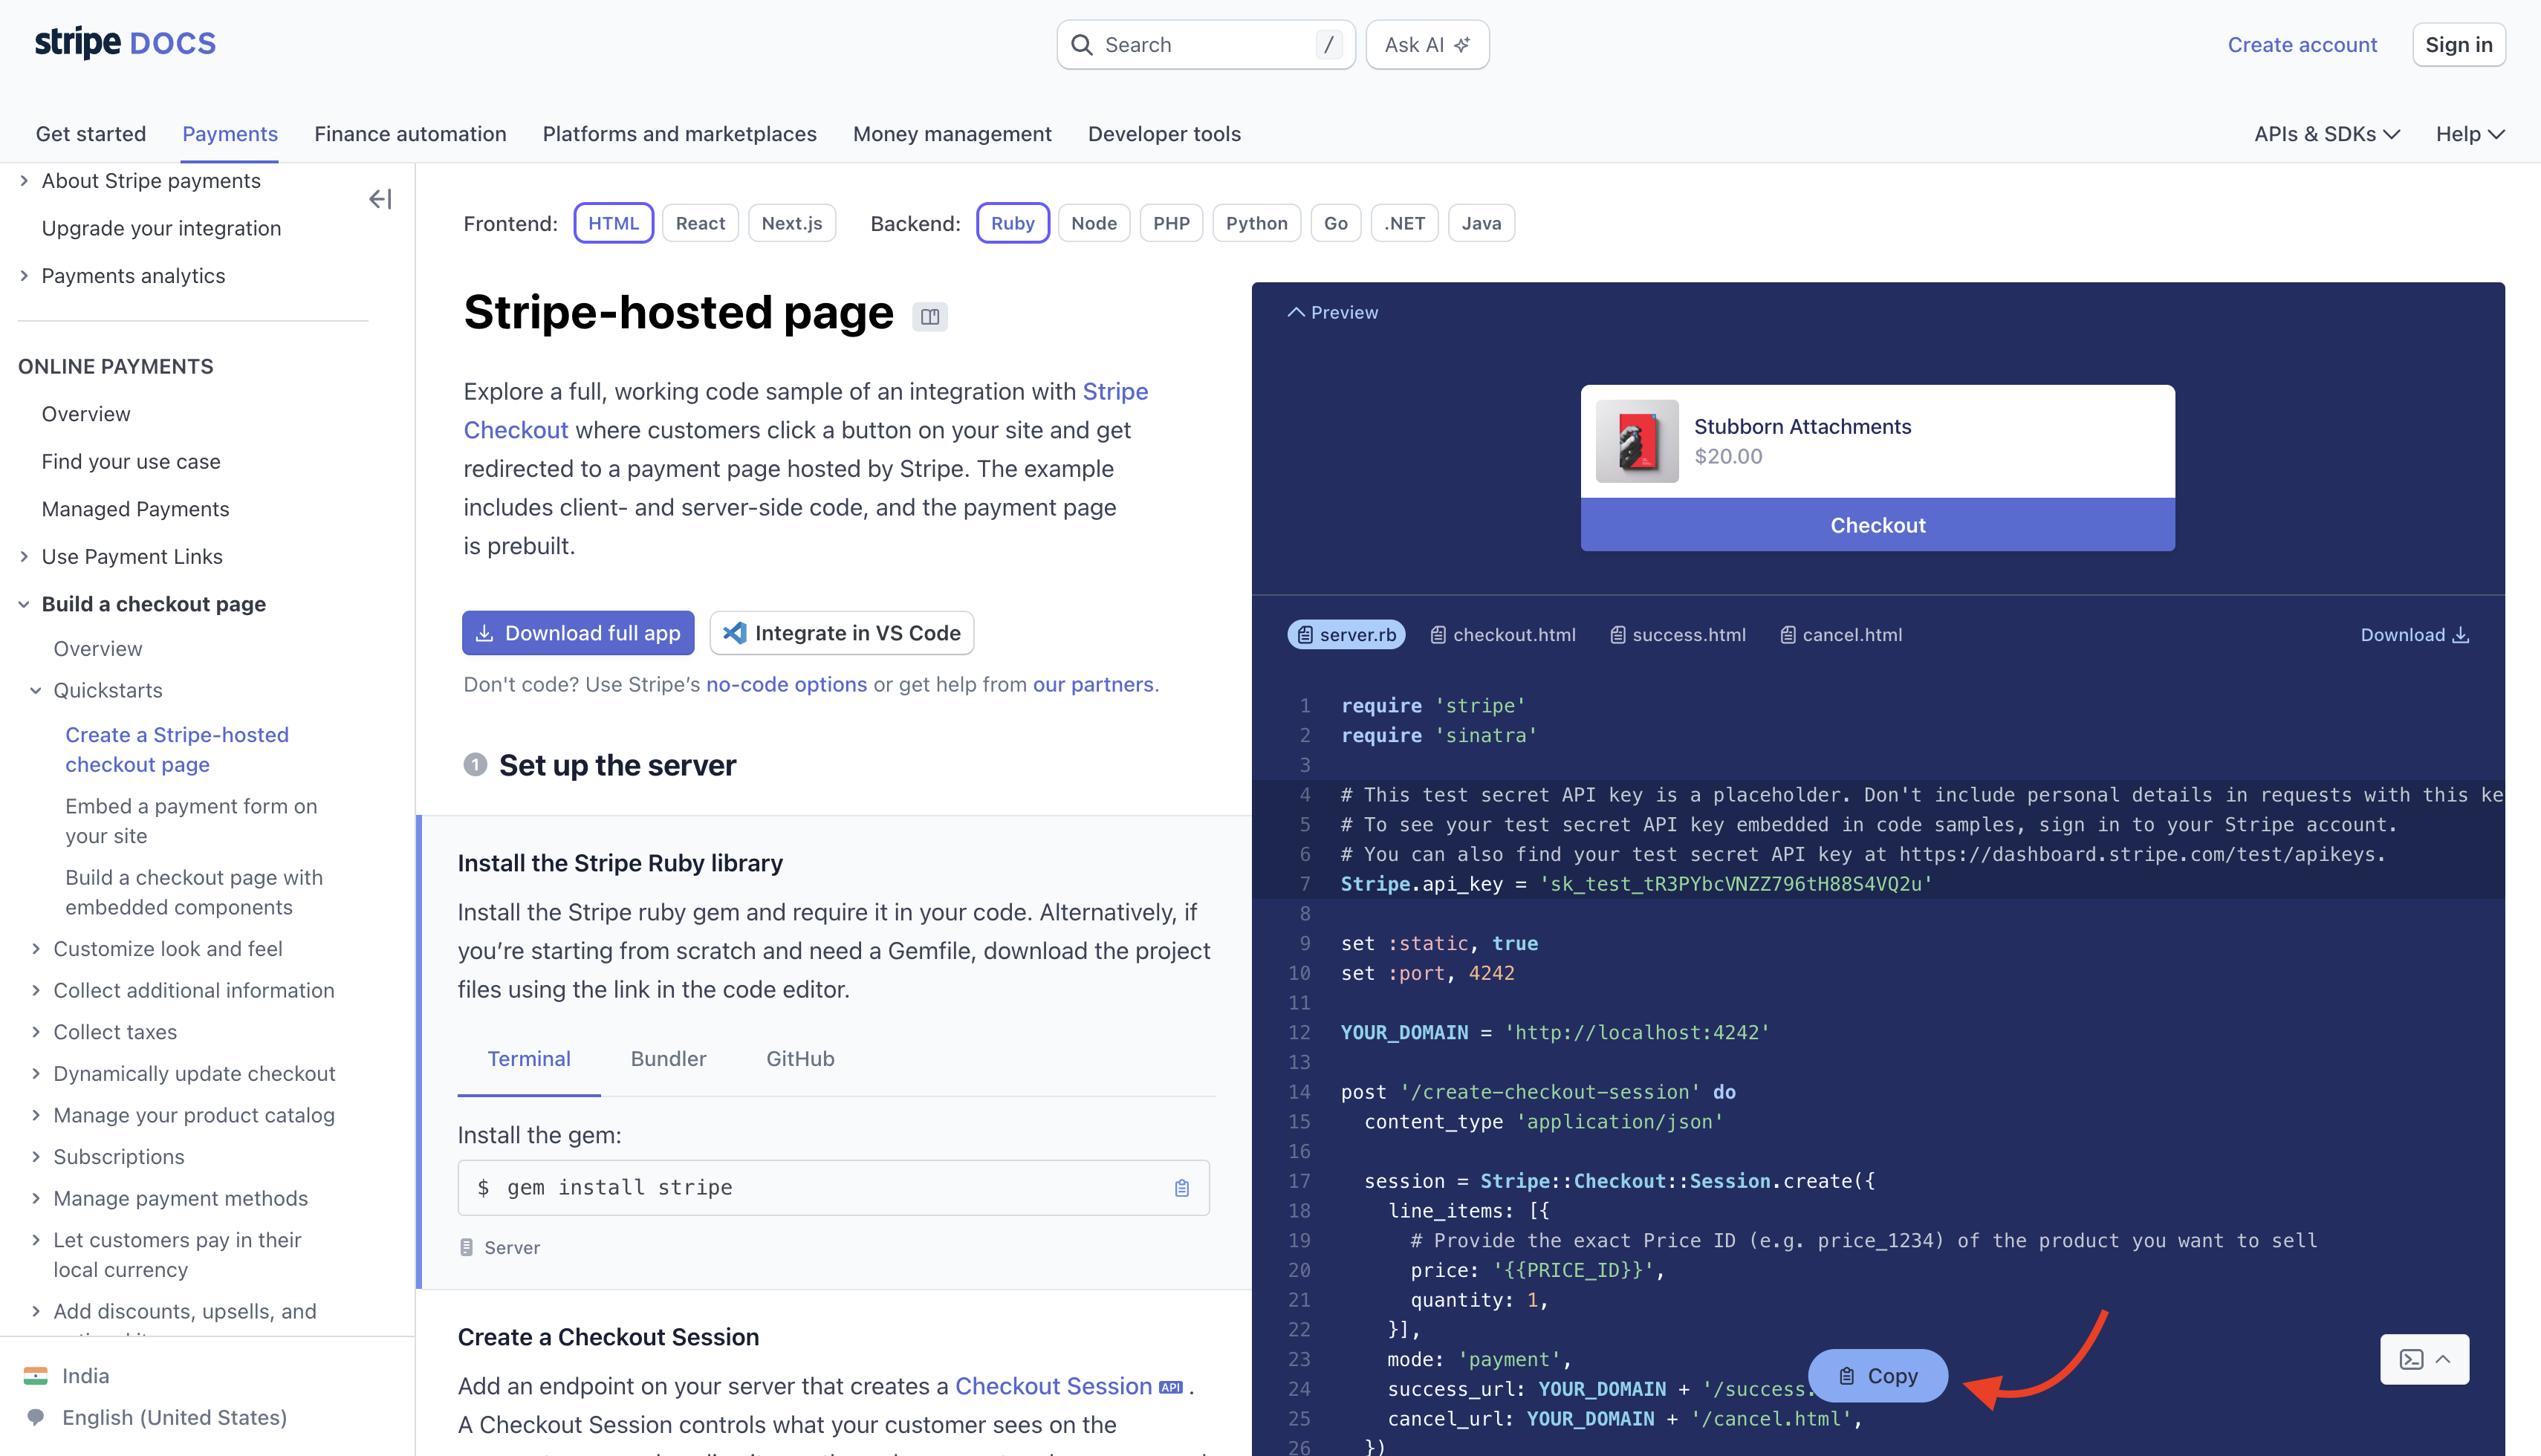 stripe DOCS
Search /
Ask AI
Create account
Sign in
Get started
Payments
Finance automation
Platforms and marketplaces
Money management
Developer tools
APIs & SDKs
Help
About Stripe payments
Upgrade your integration
Payments analytics
ONLINE PAYMENTS
Overview
Find your use case
Managed Payments
Use Payment Links
Build a checkout page
Overview
Quickstarts
Create a Stripe-hosted
checkout page
Embed a payment form on
your site
Build a checkout page with
embedded components
Customize look and feel
Collect additional information
Collect taxes
Dynamically update checkout
Manage your product catalog
Subscriptions
Manage payment methods
Let customers pay in their
local currency
Add discounts, upsells, and
India
English (United States)
Frontend: HTML React Next.js Backend: Ruby Node PHP Python Go .NET Java
Stripe-hosted page
Explore a full, working code sample of an integration with Stripe
Checkout where customers click a button on your site and get
redirected to a payment page hosted by Stripe. The example
includes client- and server-side code, and the payment page
is prebuilt.
Download full app
Integrate in VS Code
Don't code? Use Stripe’s no-code options or get help from our partners.
1 Set up the server
Install the Stripe Ruby library
Install the Stripe ruby gem and require it in your code. Alternatively, if
you’re starting from scratch and need a Gemfile, download the project
files using the link in the code editor.
Terminal Bundler GitHub
Install the gem:
$ gem install stripe
Server
Create a Checkout Session
Add an endpoint on your server that creates a Checkout Session API .
A Checkout Session controls what your customer sees on the
Preview
Stubborn Attachments
$20.00
Checkout
server.rb checkout.html success.html cancel.html Download
1 require 'stripe'
2 require 'sinatra'
3
4 # This test secret API key is a placeholder. Don't include personal details in requests with this ke
5 # To see your test secret API key embedded in code samples, sign in to your Stripe account.
6 # You can also find your test secret API key at https://dashboard.stripe.com/test/apikeys.
7 Stripe.api_key = 'sk_test_tR3PYbcVNZZ796tH88S4VQ2u'
8
9 set :static, true
10 set :port, 4242
11
12 YOUR_DOMAIN = 'http://localhost:4242'
13
14 post '/create-checkout-session' do
15 content_type 'application/json'
16
17 session = Stripe::Checkout::Session.create({
18 line_items: [{
19 # Provide the exact Price ID (e.g. price_1234) of the product you want to sell
20 price: '{{PRICE_ID}}',
21 quantity: 1,
22 }],
23 mode: 'payment',
24 success_url: YOUR_DOMAIN + '/success.
25 cancel_url: YOUR_DOMAIN + '/cancel.html',
26 })
Copy